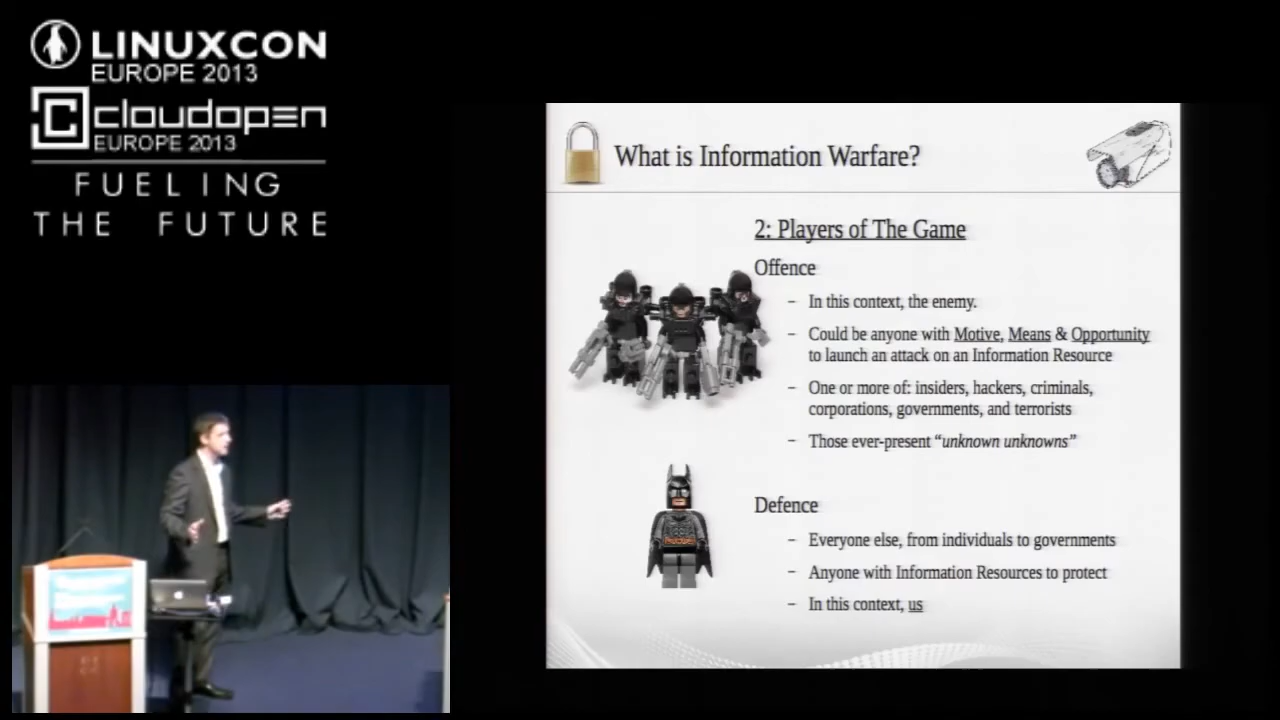 LINUXCON
EUROPE 2013
cloudopen
EUROPE 2013
FUELING
THE FUTURE
What is Information Warfare?
2: Players of The Game
Offence
– In this context, the enemy.
– Could be anyone with Motive, Means & Opportunity
to launch an attack on an Information Resource
– One or more of: insiders, hackers, criminals,
corporations, governments, and terrorists
– Those ever-present “unknown unknowns”
Defence
– Everyone else, from individuals to governments
– Anyone with Information Resources to protect
– In this context, us